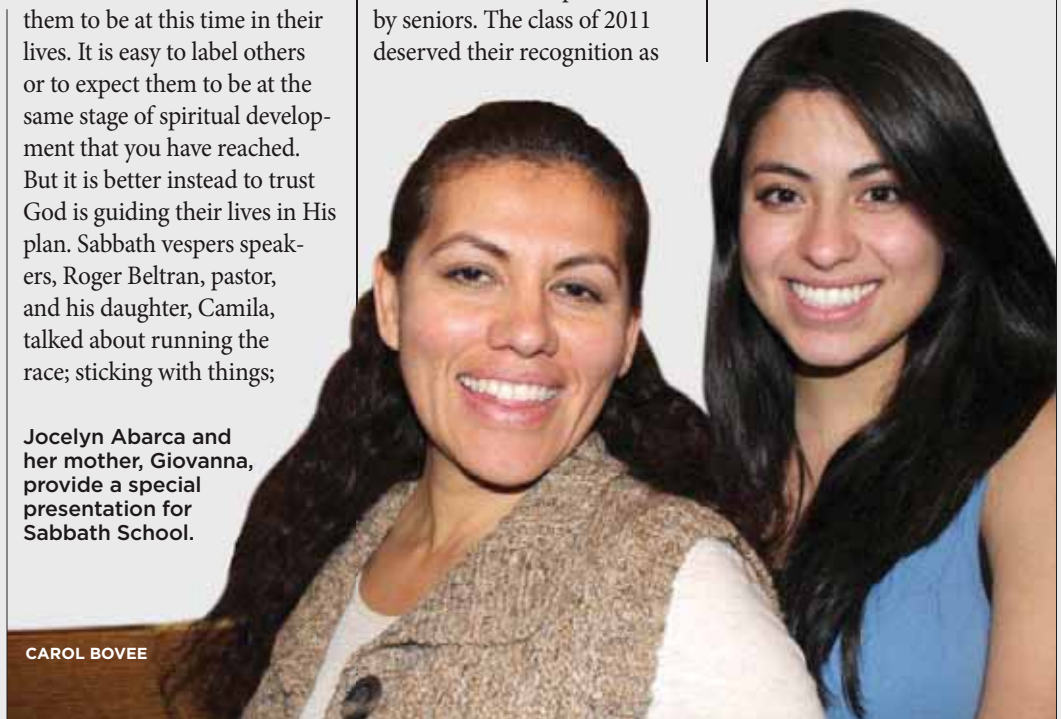 them to be at this time in their
lives. It is easy to label others
or to expect them to be at the
same stage of spiritual develop-
ment that you have reached.
But it is better instead to trust
God is guiding their lives in His
plan. Sabbath vespers speak-
ers, Roger Beltran, pastor,
and his daughter, Camila,
talked about running the
race; sticking with things;
Jocelyn Abarca and
her mother, Giovanna,
provide a special
presentation for
Sabbath School.
CAROL BOVEE
by seniors. The class of 2011
deserved their recognition as